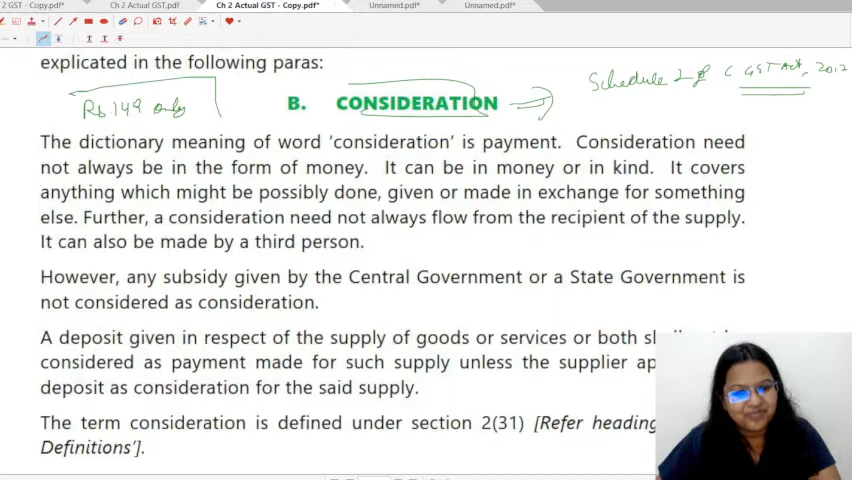 2 GST - Copy.pdf*
Ch 2 Actual GST.pdf
Ch 2 Actual GST - Copy.pdf*
Unnamed.pdf*
Unnamed.pdf*
explicated in the following paras:
Schedule 2 of C GST Act, 2017
Rs 149 only
B. CONSIDERATION
The dictionary meaning of word ‘consideration’ is payment. Consideration need
not always be in the form of money. It can be in money or in kind. It covers
anything which might be possibly done, given or made in exchange for something
else. Further, a consideration need not always flow from the recipient of the supply.
It can also be made by a third person.
However, any subsidy given by the Central Government or a State Government is
not considered as consideration.
A deposit given in respect of the supply of goods or services or both
considered as payment made for such supply unless the supplier
deposit as consideration for the said supply.
The term consideration is defined under section 2(31) [Refer heading
Definitions’].